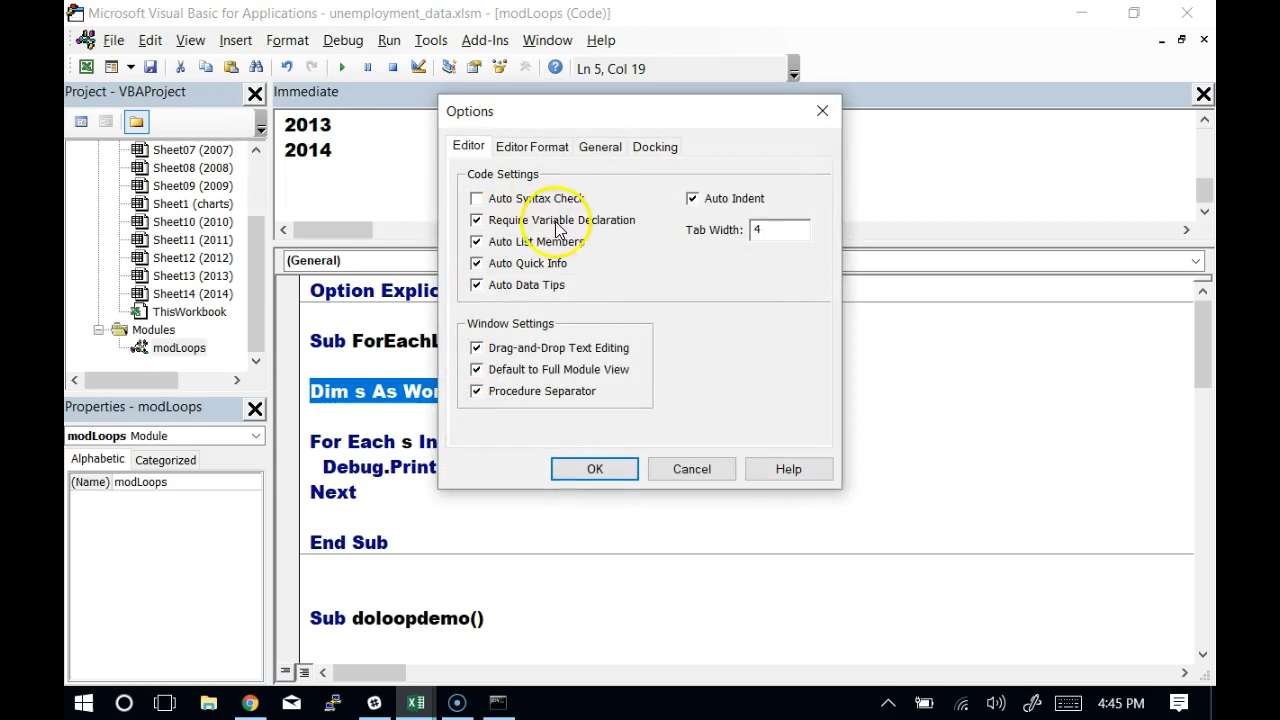 Microsoft Visual Basic for Applications - unemployment_data.xlsm - [modLoops (Code)]
File Edit View Insert Format Debug Run Tools Add-Ins Window Help
Ln 5, Col 19
Project - VBAProject
Sheet07 (2007)
Sheet08 (2008)
Sheet09 (2009)
Sheet1 (charts)
Sheet10 (2010)
Sheet11 (2011)
Sheet12 (2012)
Sheet13 (2013)
Sheet14 (2014)
ThisWorkbook
Modules
modLoops
Properties - modLoops
modLoops Module
Alphabetic Categorized
(Name) modLoops
Immediate
2013
2014
(General)
Option Explic
Sub ForEachL
Dim s As Wor
For Each s In
Debug.Print
Next
End Sub
Sub doloopdemo()
Options
Editor Editor Format General Docking
Code Settings
Auto Syntax Check
Require Variable Declaration
Auto List Members
Auto Quick Info
Auto Data Tips
Auto Indent
Tab Width: 4
Window Settings
Drag-and-Drop Text Editing
Default to Full Module View
Procedure Separator
OK Cancel Help
4:45 PM